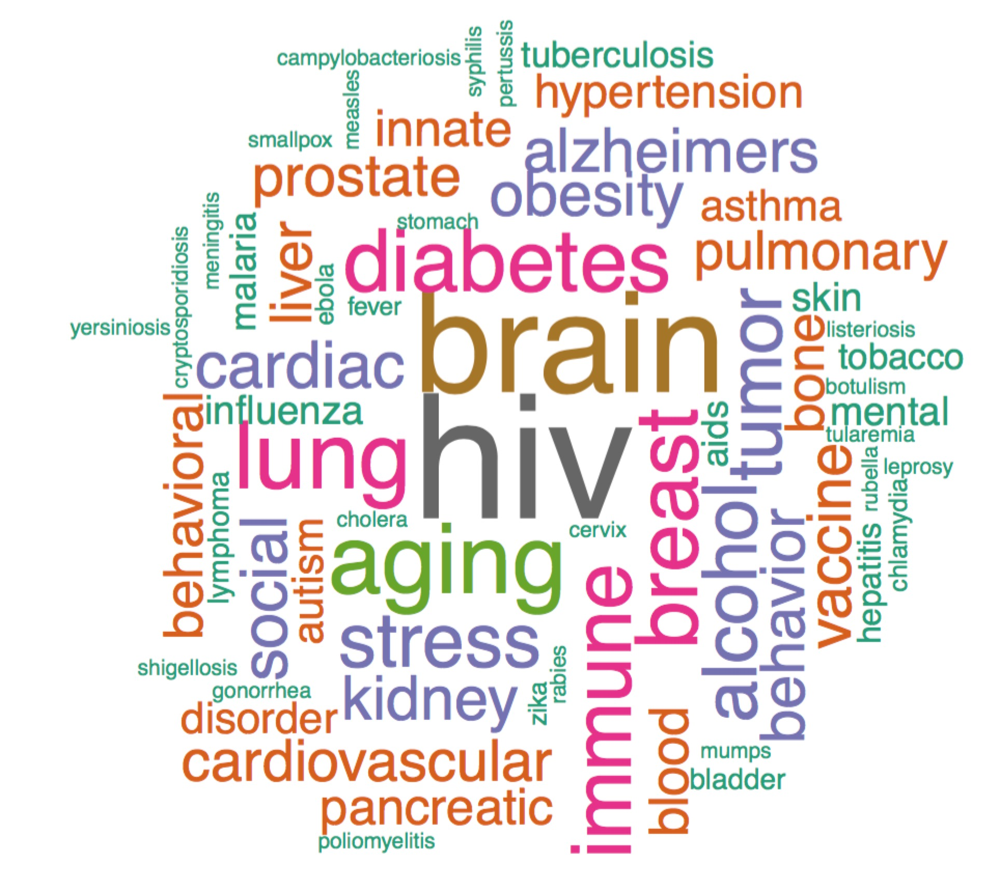 syphilis
pertussis
campylobacteriosis
tuberculosis
measles
hypertension
innate
smallpox
alzheimers
prostate
obesity
meningitis
asthma
stomach
malaria
liver
cryptosporidiosis
diabetes
pulmonary
ebola
fever
skin
yersiniosis
brain
tumor
bone
listeriosis
tobacco
cardiac
botulism
influenza
mental
behavioral
aids
tularemia
lung
hiv
breast
vaccine
rubella
leprosy
lymphoma
chlamydia
cholera
cervix
social
autism
aging
alcohol
behavior
hepatitis
immune
stress
shigellosis
rabies
gonorrhea
kidney
zika
disorder
blood
cardiovascular
mumps
bladder
pancreatic
poliomyelitis